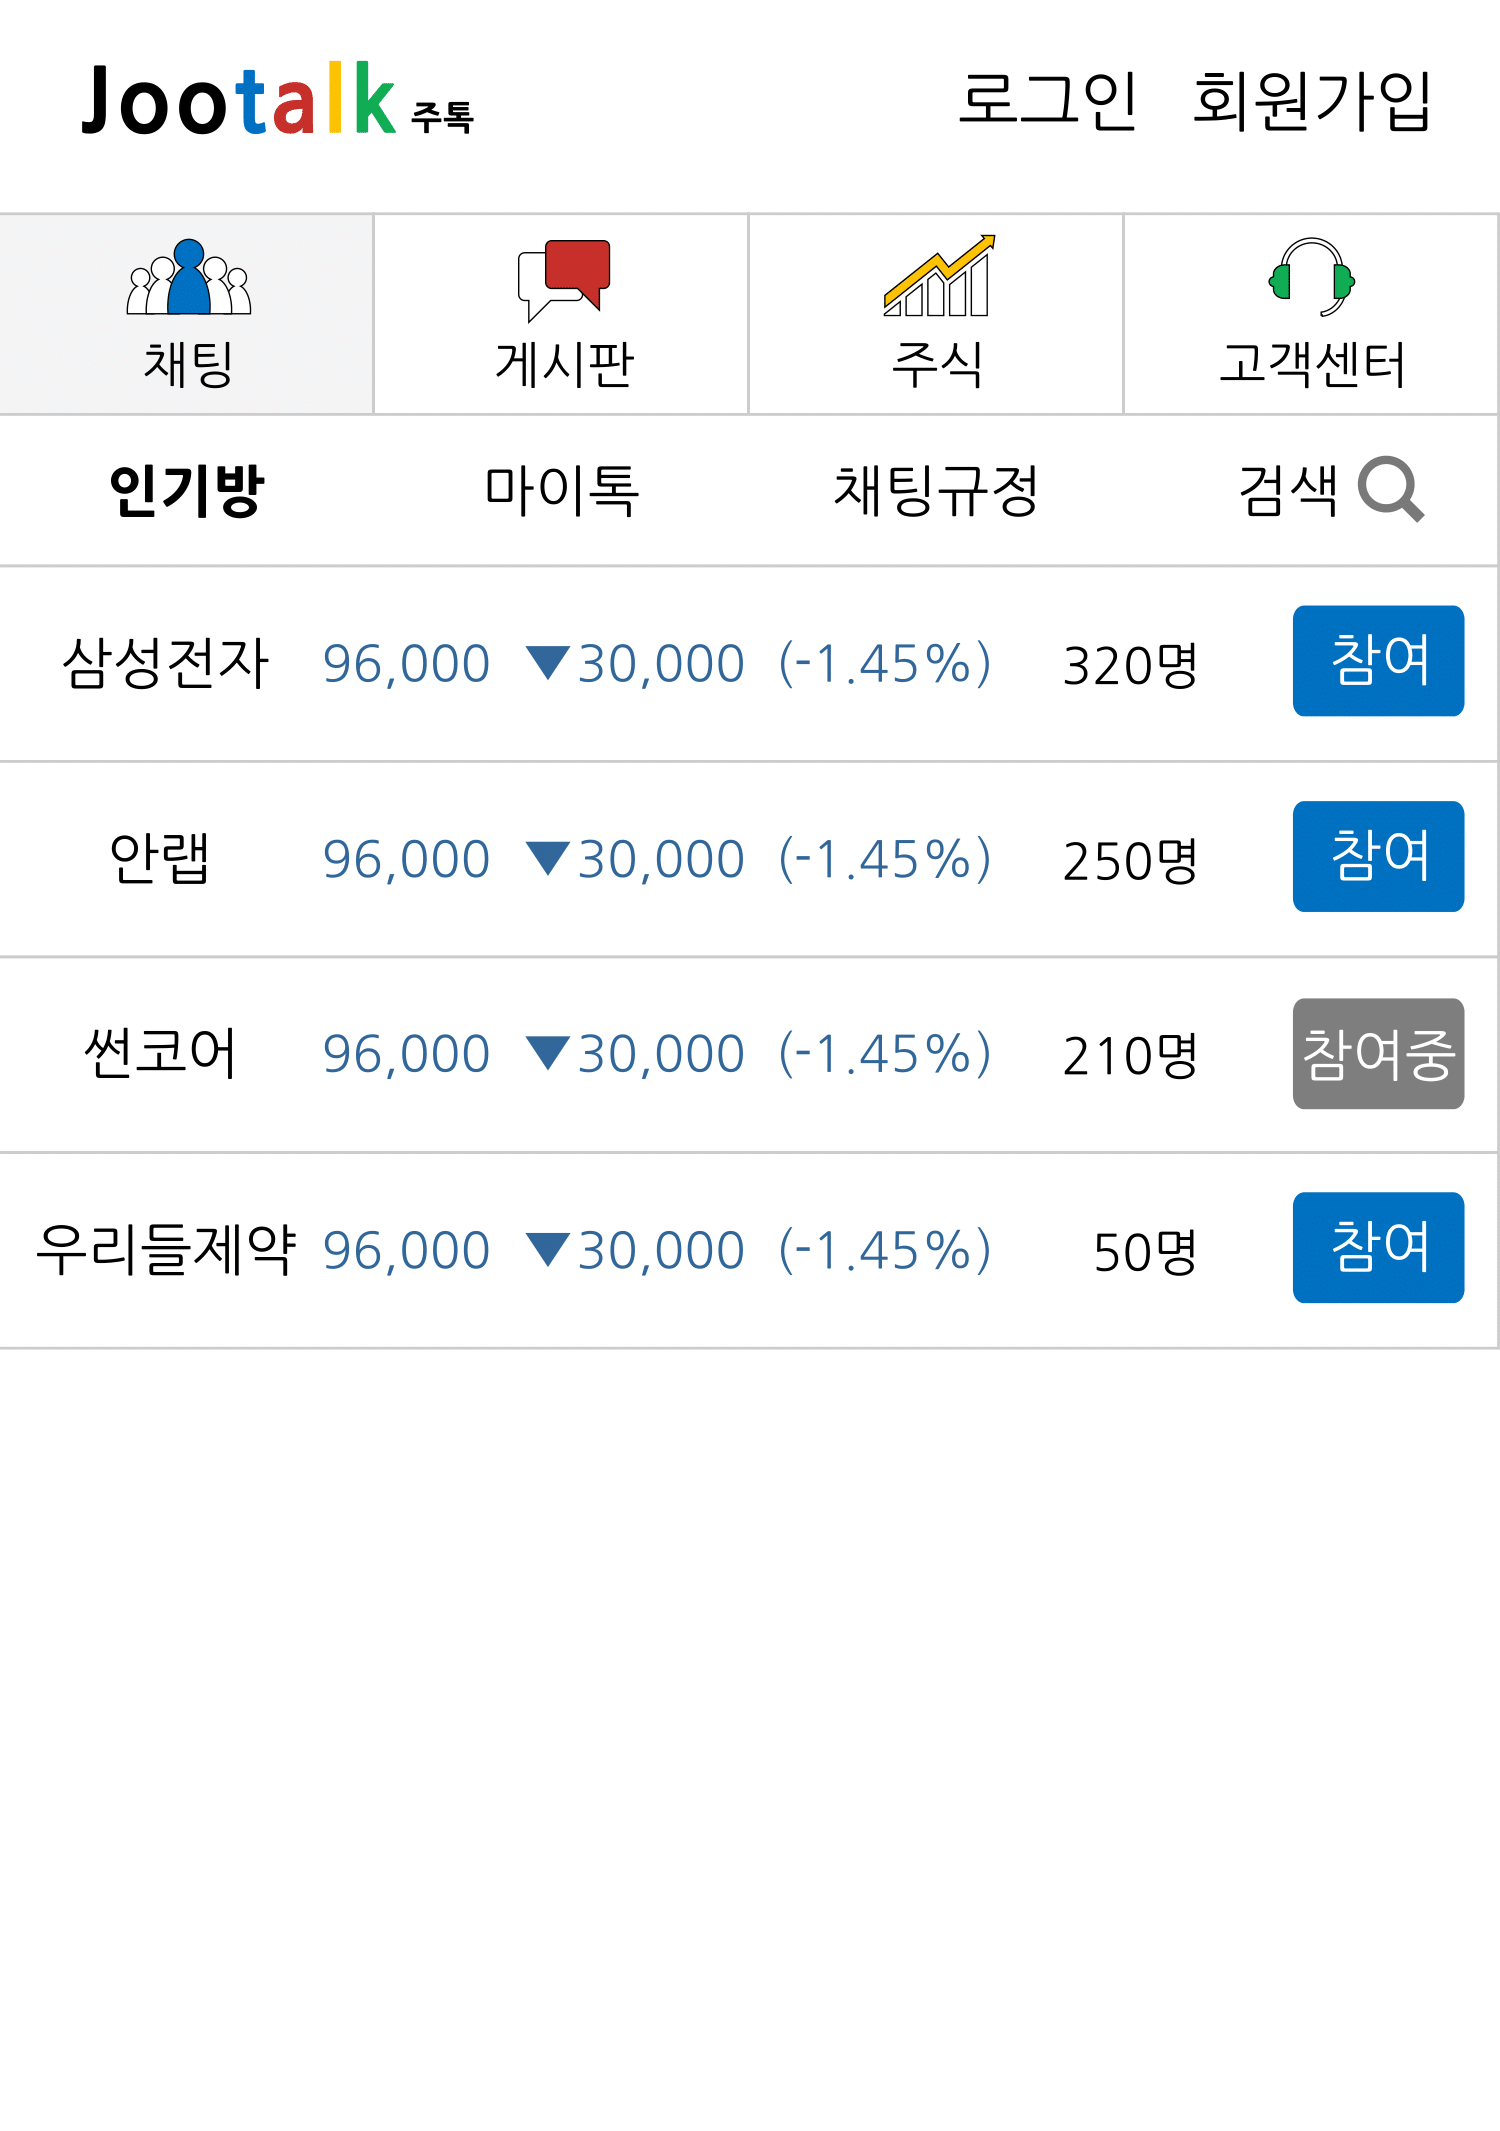 Jootalk 주톡 로그인 회원가입
채팅 게시판 주식 고객센터
인기방 마이톡 채팅규정 검색
삼성전자 96,000 ▼30,000 (-1.45%) 320명 참여
안랩 96,000 ▼30,000 (-1.45%) 250명 참여
썬코어 96,000 ▼30,000 (-1.45%) 210명 참여중
우리들제약 96,000 ▼30,000 (-1.45%) 50명 참여